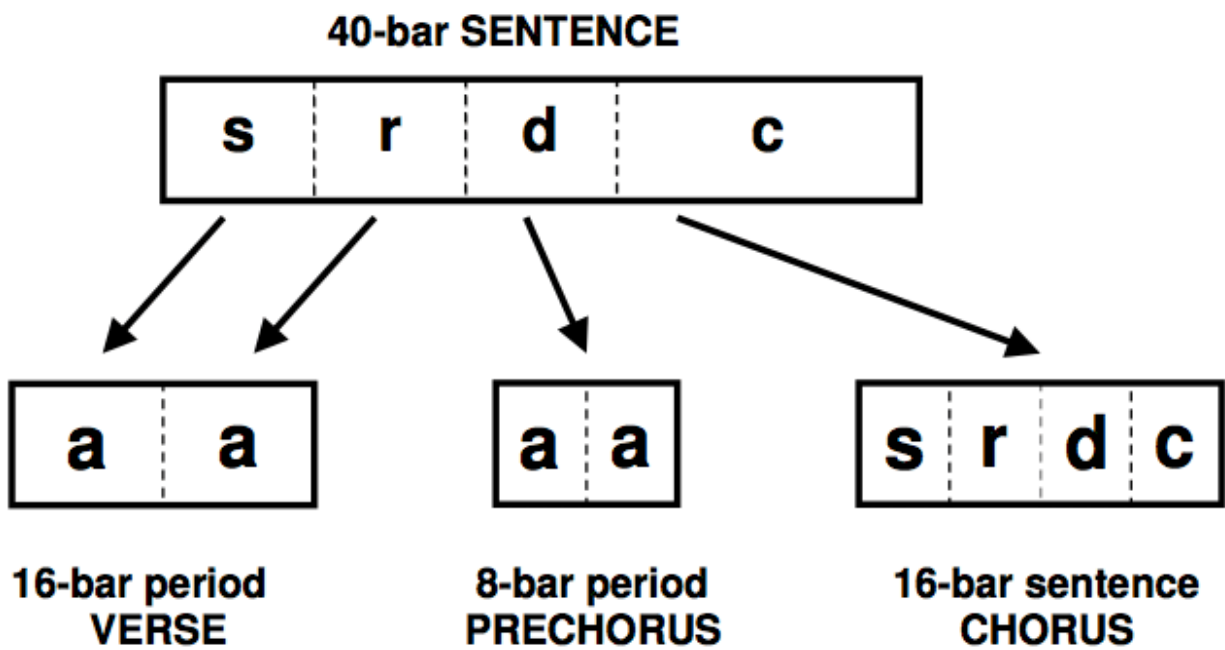 40-bar SENTENCE
s r d c
a a
a a
s r d c
16-bar period
VERSE
8-bar period
PRECHORUS
16-bar sentence
CHORUS